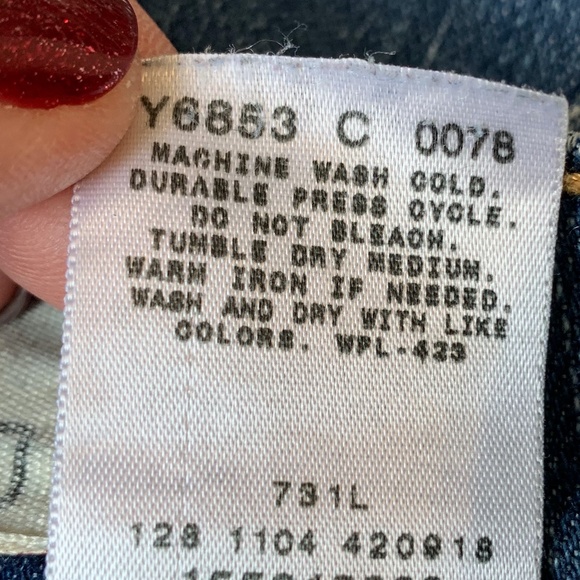 Y6853 C 0078
MACHINE WASH COLD.
DURABLE PRESS CYCLE.
DO NOT BLEACH.
TUMBLE DRY MEDIUM.
WARM IRON IF NEEDED.
WASH AND DRY WITH LIKE
COLORS. WPL-423
731L
128 1104 420918